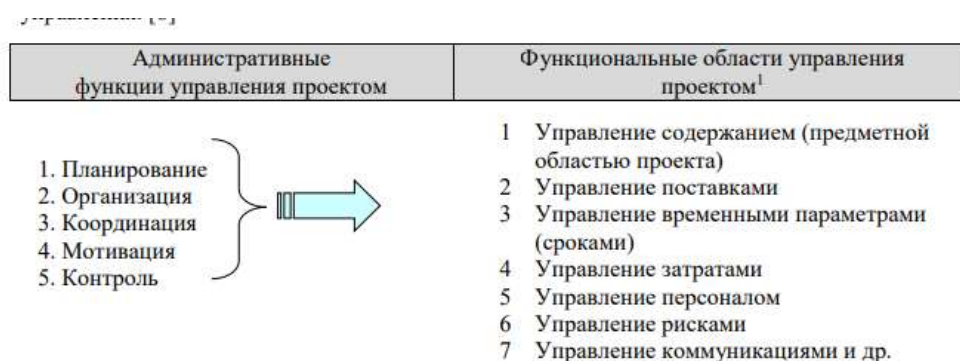 Административные
функции управления проектом
Функциональные области управления
проектом¹
1. Планирование
2. Организация
3. Координация
4. Мотивация
5. Контроль
1 Управление содержанием (предметной
областью проекта)
2 Управление поставками
3 Управление временными параметрами
(сроками)
4 Управление затратами
5 Управление персоналом
6 Управление рисками
7 Управление коммуникациями и др.